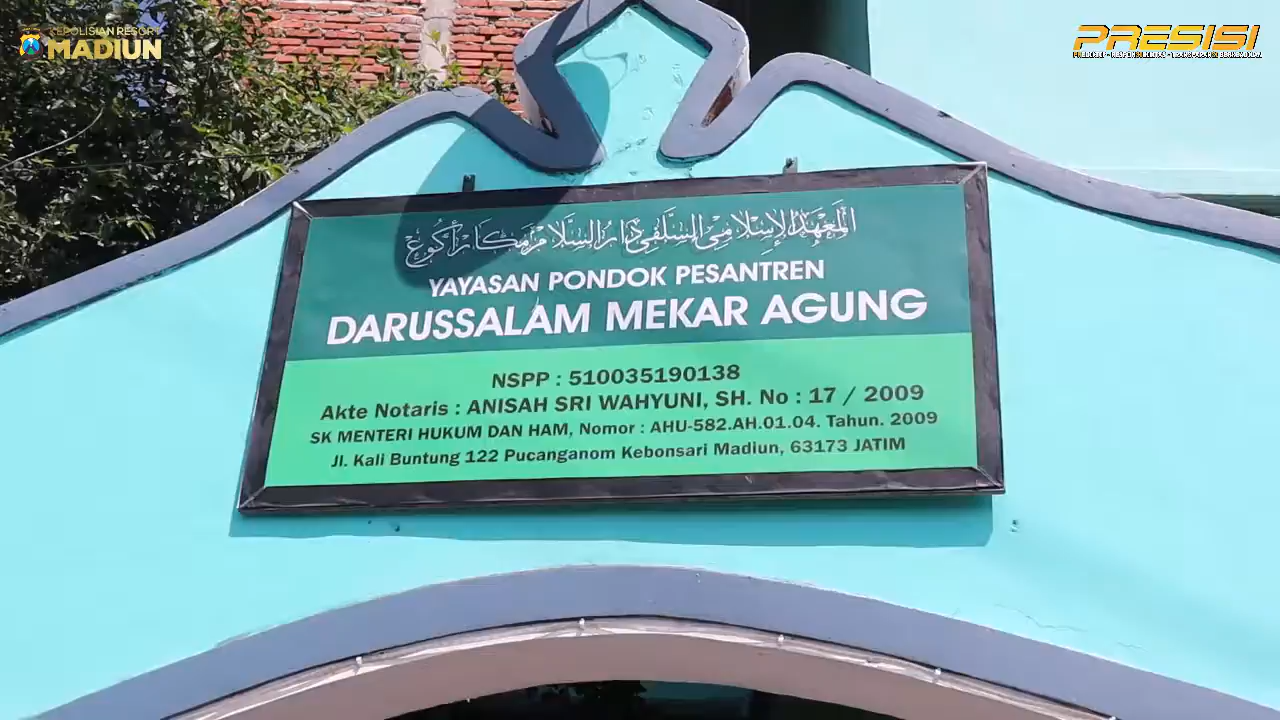 KEPOLISIAN RESORT
MADIUN
PRESISI
المعهد الإسلامي السلفي دار السلام مكار أكوغ
YAYASAN PONDOK PESANTREN
DARUSSALAM MEKAR AGUNG
NSPP : 510035190138
Akte Notaris : ANISAH SRI WAHYUNI, SH. No : 17 / 2009
SK MENTERI HUKUM DAN HAM, Nomor : AHU-582.AH.01.04. Tahun. 2009
Jl. Kali Buntung 122 Pucanganom Kebonsari Madiun, 63173 JATIM